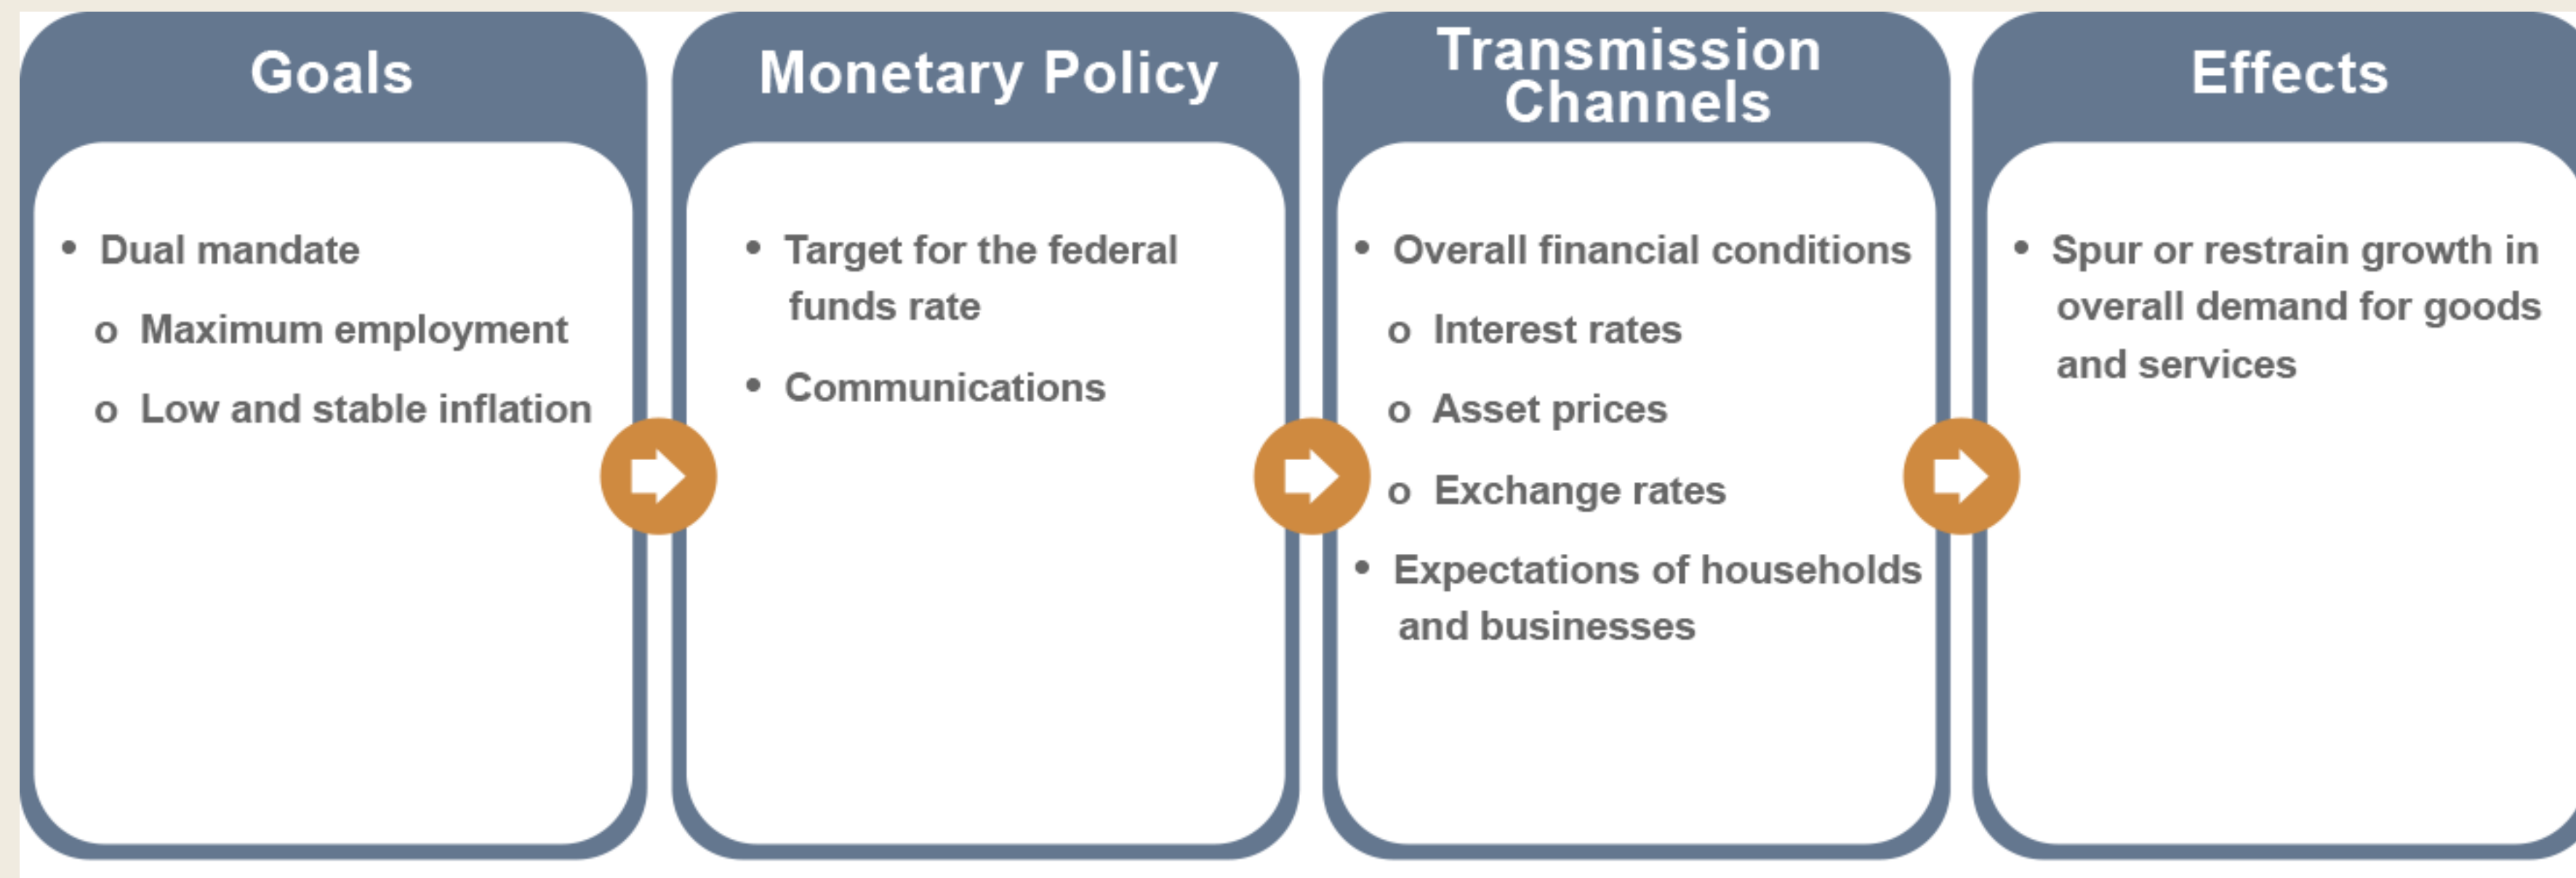 Goals
• Dual mandate
o Maximum employment
o Low and stable inflation
Monetary Policy
• Target for the federal
funds rate
• Communications
Transmission
Channels
• Overall financial conditions
o Interest rates
o Asset prices
o Exchange rates
• Expectations of households
and businesses
Effects
• Spur or restrain growth in
overall demand for goods
and services